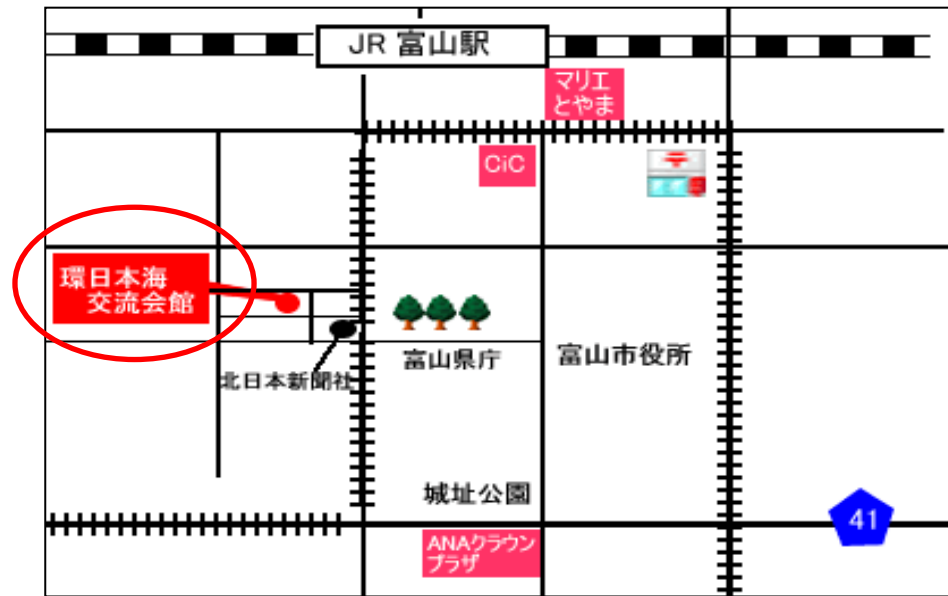 JR 富山駅
マリエ
とやま
CiC
〒
環日本海
交流会館
北日本新聞社
富山県庁
富山市役所
城址公園
41
ANAクラウン
プラザ